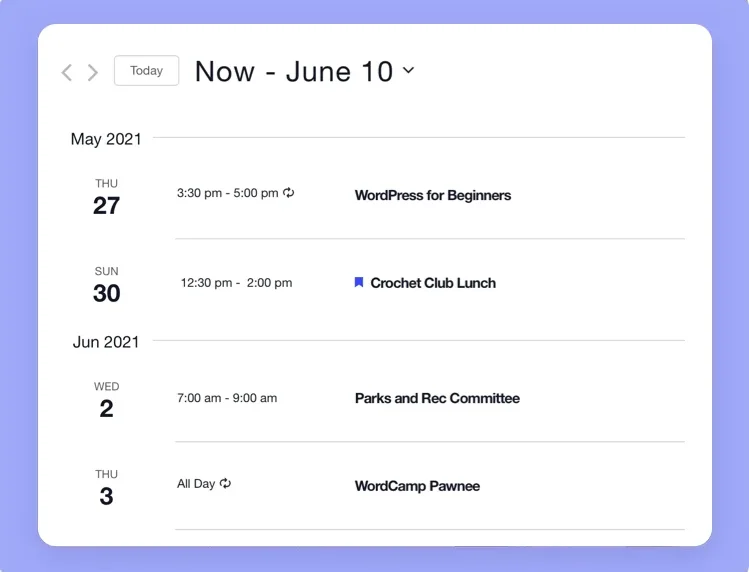 Today
Now - June 10
May 2021
THU
27
3:30 pm - 5:00 pm
WordPress for Beginners
SUN
30
12:30 pm - 2:00 pm
Crochet Club Lunch
Jun 2021
WED
2
7:00 am - 9:00 am
Parks and Rec Committee
THU
3
All Day
WordCamp Pawnee